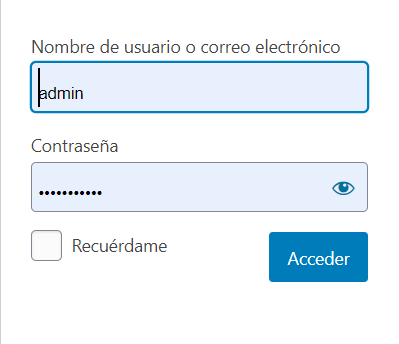 Nombre de usuario o correo electrónico
admin
Contraseña
•••••••••••
Recuérdame
Acceder